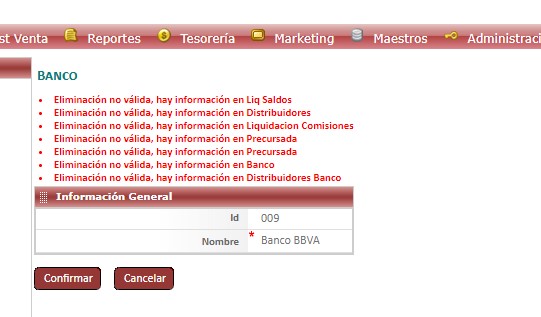 st Venta Reportes Tesorería Marketing Maestros Administraci
BANCO
Eliminación no válida, hay información en Liq Saldos
Eliminación no válida, hay información en Distribuidores
Eliminación no válida, hay información en Liquidacion Comisiones
Eliminación no válida, hay información en Precursada
Eliminación no válida, hay información en Precursada
Eliminación no válida, hay información en Banco
Eliminación no válida, hay información en Distribuidores Banco
Información General
Id 009
Nombre * Banco BBVA
Confirmar Cancelar